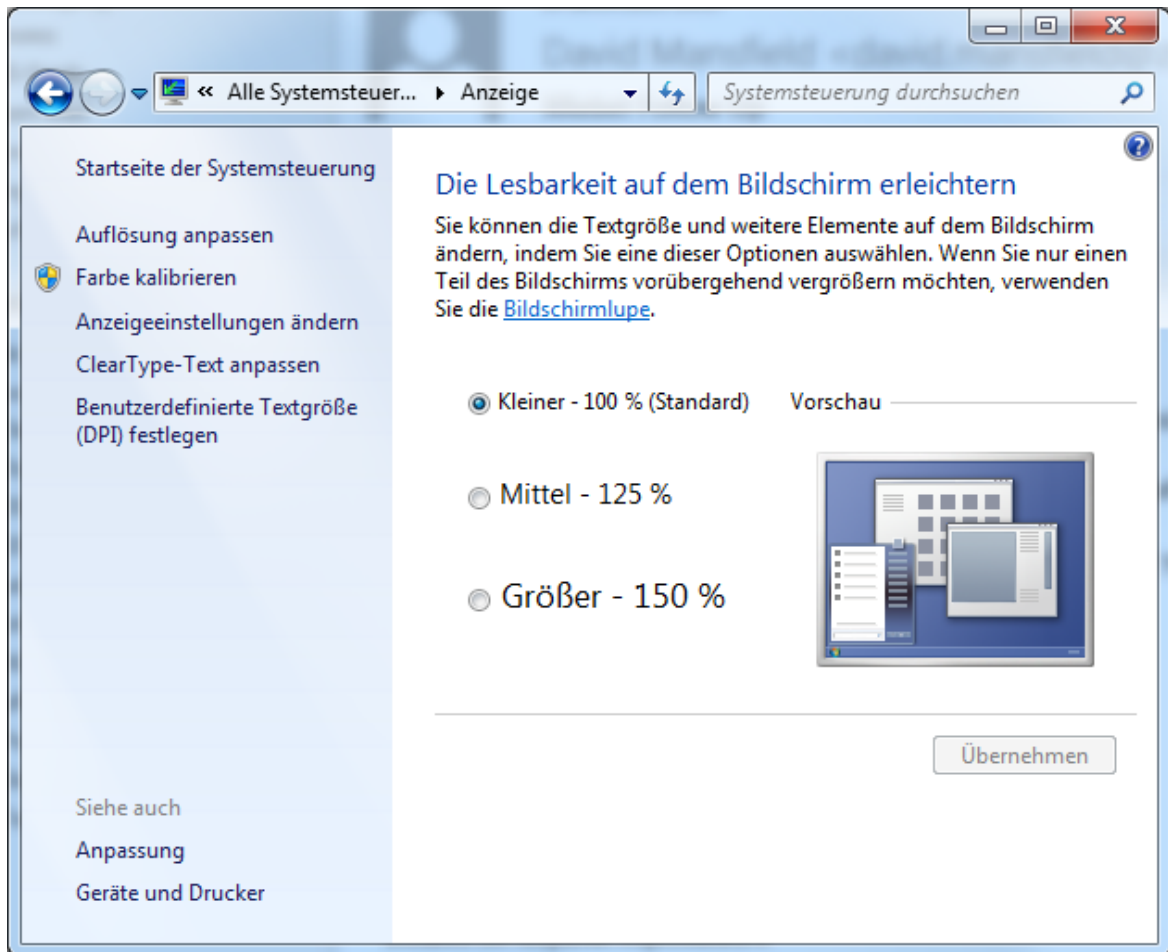 David Mansfield
« Alle Systemsteuer... Anzeige
Systemsteuerung durchsuchen
Startseite der Systemsteuerung
Auflösung anpassen
Farbe kalibrieren
Anzeigeeinstellungen ändern
ClearType-Text anpassen
Benutzerdefinierte Textgröße
(DPI) festlegen
Siehe auch
Anpassung
Geräte und Drucker
Die Lesbarkeit auf dem Bildschirm erleichtern
Sie können die Textgröße und weitere Elemente auf dem Bildschirm
ändern, indem Sie eine dieser Optionen auswählen. Wenn Sie nur einen
Teil des Bildschirms vorübergehend vergrößern möchten, verwenden
Sie die Bildschirmlupe.
Kleiner - 100 % (Standard)
Vorschau
Mittel - 125 %
Größer - 150 %
Übernehmen